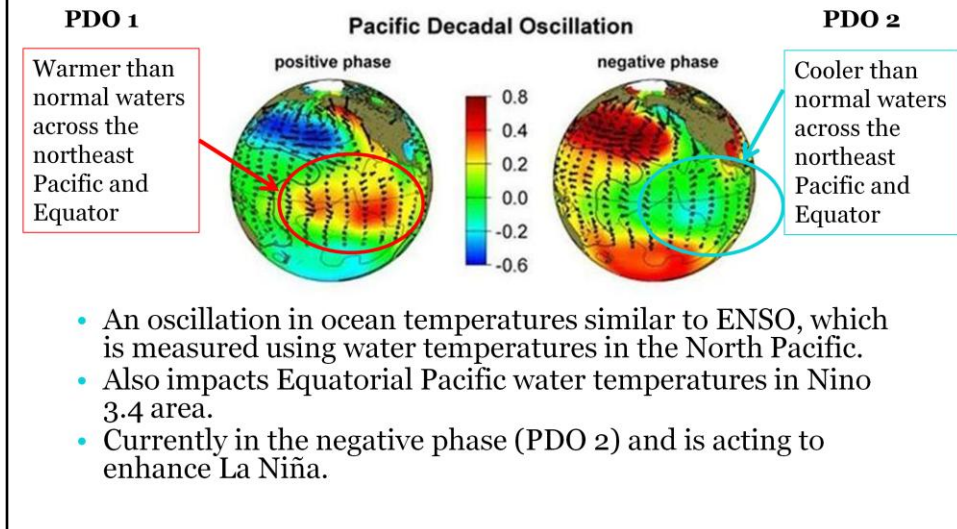 PDO 1
Pacific Decadal Oscillation
PDO 2
Warmer than
normal waters
across the
northeast
Pacific and
Equator
positive phase
negative phase
0.8
0.4
0.2
0.0
-0.2
-0.6
Cooler than
normal waters
across the
northeast
Pacific and
Equator
• An oscillation in ocean temperatures similar to ENSO, which
is measured using water temperatures in the North Pacific.
• Also impacts Equatorial Pacific water temperatures in Nino
3.4 area.
• Currently in the negative phase (PDO 2) and is acting to
enhance La Niña.